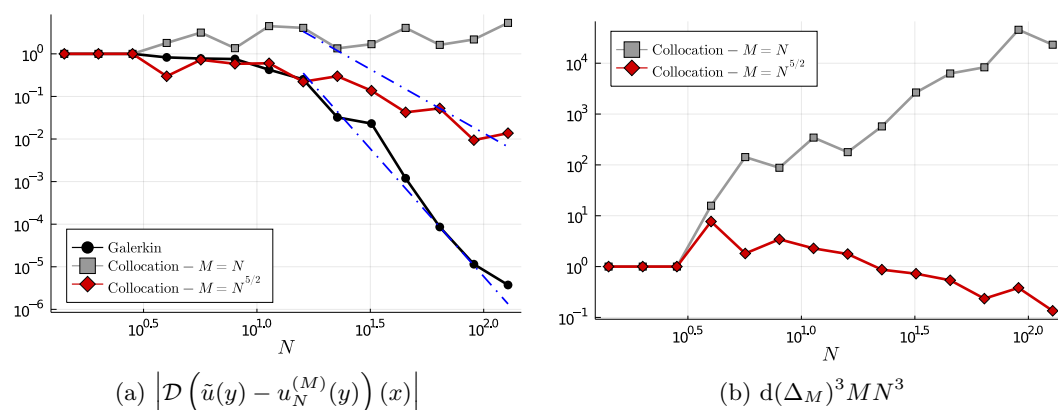 10^0
10^{-1}
10^{-2}
10^{-3}
10^{-4}
10^{-5}
10^{-6}
Galerkin
Collocation − M = N
Collocation − M = N^{5/2}
10^{0.5} 10^{1.0} 10^{1.5} 10^{2.0}
N
(a) |𝒟(ũ(y) − u_N^{(M)}(y))(x)|
Collocation − M = N
Collocation − M = N^{5/2}
10^4
10^3
10^2
10^1
10^0
10^{-1}
10^{0.5} 10^{1.0} 10^{1.5} 10^{2.0}
N
(b) d(Δ_M)^3 MN^3